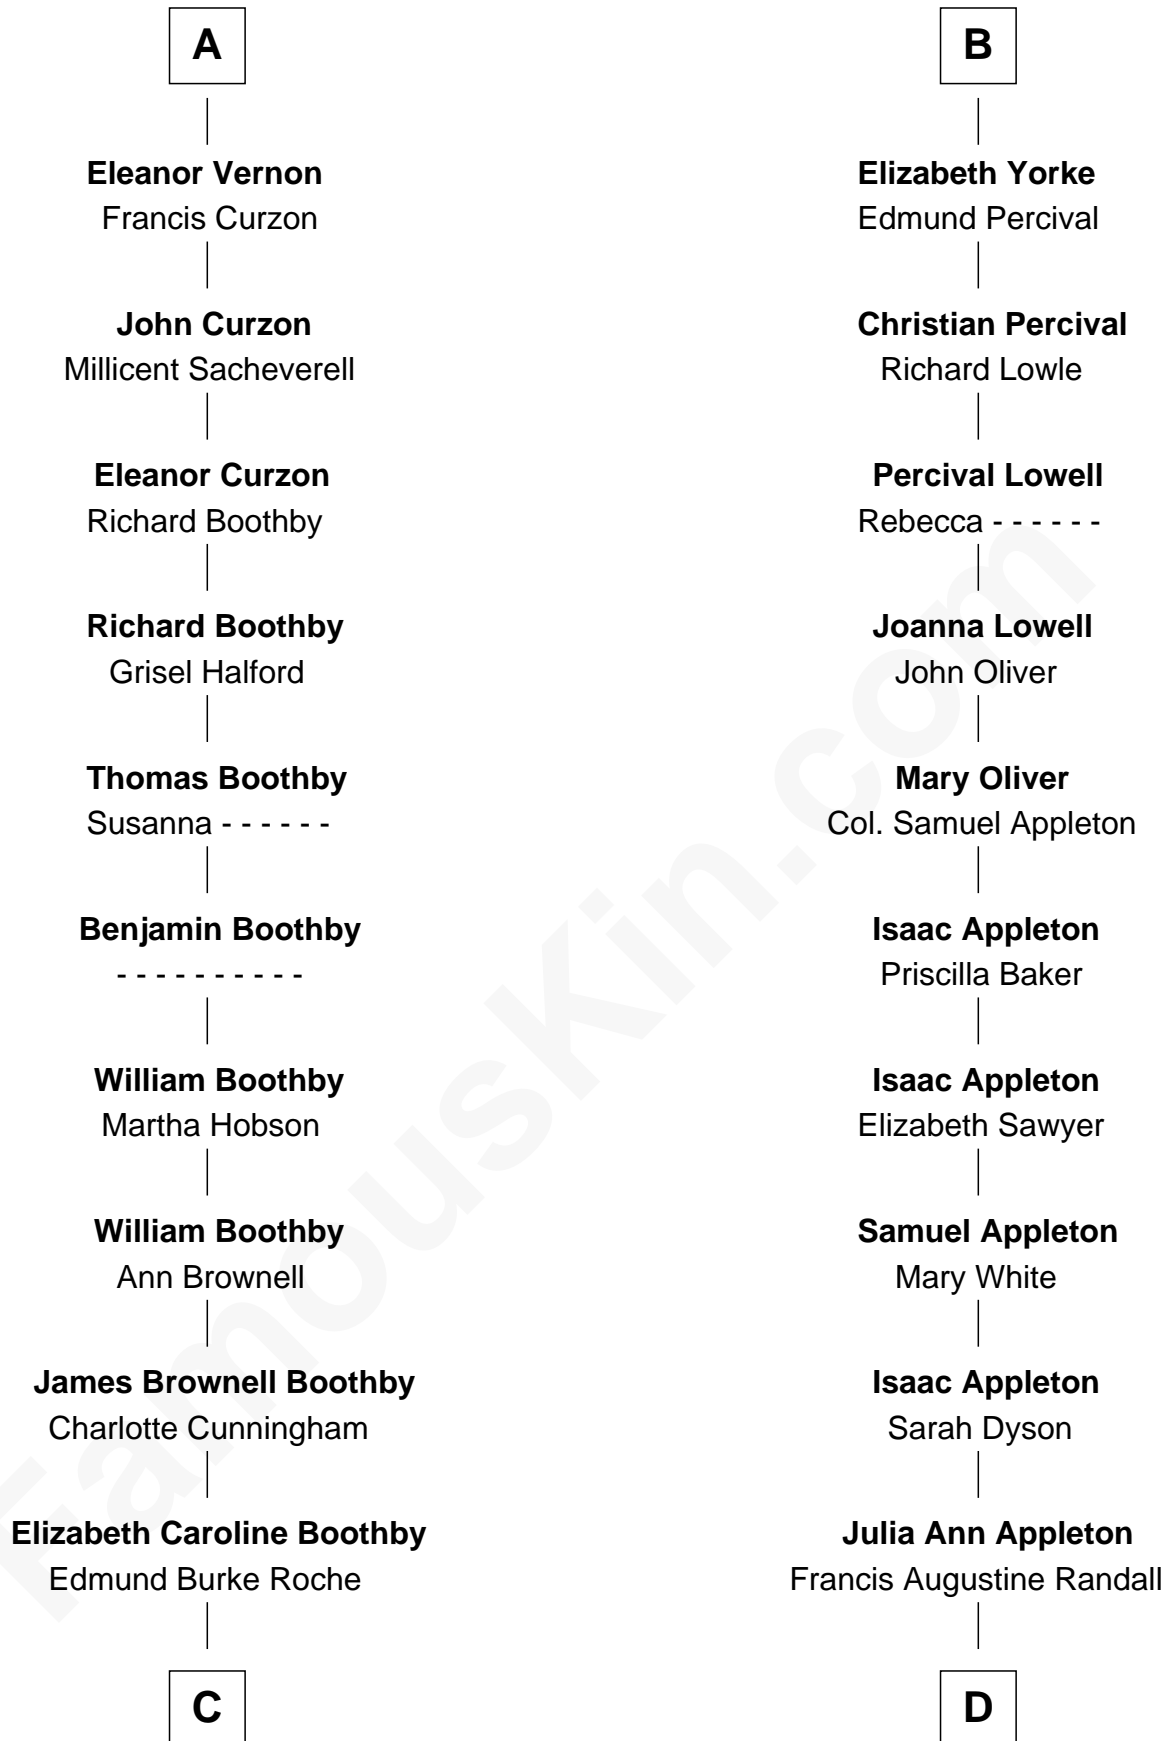 A
Eleanor Vernon
Francis Curzon
John Curzon
Millicent Sacheverell
Eleanor Curzon
Richard Boothby
Richard Boothby
Grisel Halford
Thomas Boothby
Susanna - - - - - -
Benjamin Boothby
- - - - - - - - - -
William Boothby
Martha Hobson
William Boothby
Ann Brownell
James Brownell Boothby
Charlotte Cunningham
Elizabeth Caroline Boothby
Edmund Burke Roche
C
B
Elizabeth Yorke
Edmund Percival
Christian Percival
Richard Lowle
Percival Lowell
Rebecca - - - - - -
Joanna Lowell
John Oliver
Mary Oliver
Col. Samuel Appleton
Isaac Appleton
Priscilla Baker
Isaac Appleton
Elizabeth Sawyer
Samuel Appleton
Mary White
Isaac Appleton
Sarah Dyson
Julia Ann Appleton
Francis Augustine Randall
D
FamousKin.com